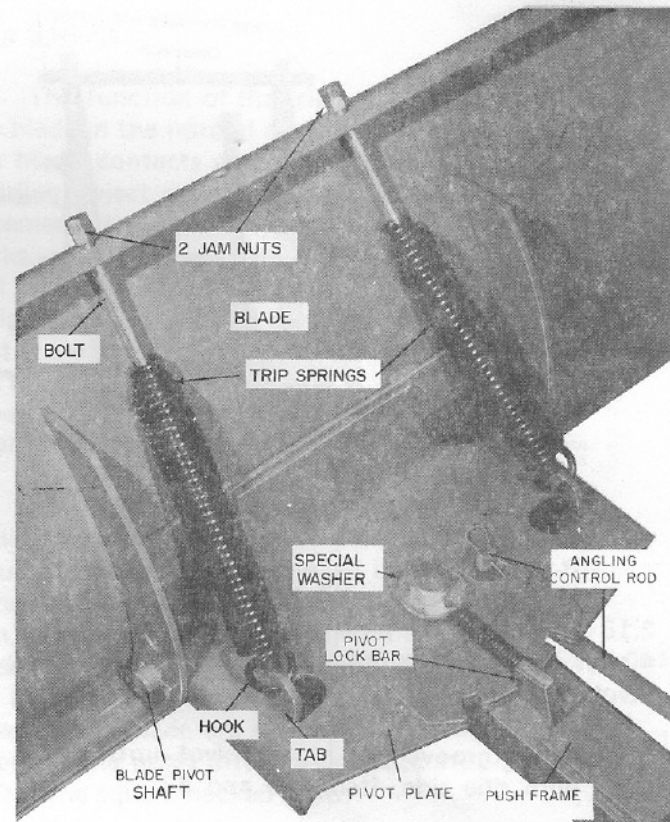 2 JAM NUTS
BLADE
BOLT
TRIP SPRINGS
SPECIAL
WASHER
ANGLING
CONTROL ROD
PIVOT
LOCK BAR
HOOK
TAB
BLADE PIVOT
SHAFT
PIVOT PLATE
PUSH FRAME